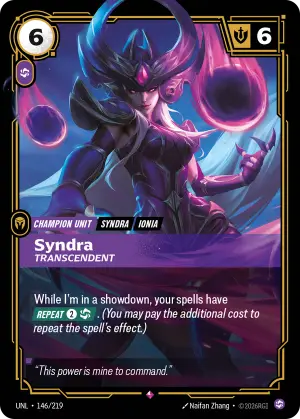 6
6
CHAMPION UNIT SYNDRA IONIA
Syndra
TRANSCENDENT
While I'm in a showdown, your spells have
REPEAT 2 . (You may pay the additional cost to
repeat the spell's effect.)
"This power is mine to command."
UNL • 146/219 Naifan Zhang • ©2026RGI